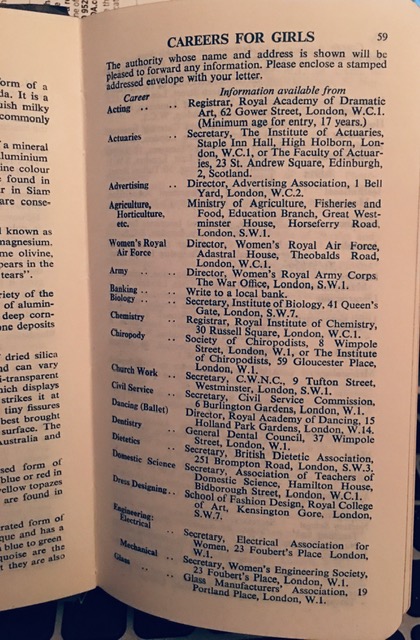 59
CAREERS FOR GIRLS
The authority whose name and address is shown will be
pleased to forward any information. Please enclose a stamped
addressed envelope with your letter.
Career Information available from
Acting .. .. Registrar, Royal Academy of Dramatic
Art, 62 Gower Street, London, W.C.1.
(Minimum age for entry, 17 years.)
Actuaries .. Secretary, The Institute of Actuaries,
Staple Inn Hall, High Holborn, Lon-
don, W.C.1, or The Faculty of Actuar-
ies, 23 St. Andrew Square, Edinburgh,
2, Scotland.
Advertising .. Director, Advertising Association, 1 Bell
Yard, London, W.C.2.
Agriculture, Ministry of Agriculture, Fisheries and
Horticulture, Food, Education Branch, Great West-
etc. minster House, Horseferry Road,
London, S.W.1.
Women's Royal Director, Women's Royal Air Force,
Air Force Adastral House, Theobalds Road,
London, W.C.1.
Army .. .. Director, Women's Royal Army Corps,
The War Office, London, S.W.1.
Banking .. .. Write to a local bank.
Biology .. .. Secretary, Institute of Biology, 41 Queen's
Gate, London, S.W.7.
Chemistry .. Registrar, Royal Institute of Chemistry,
30 Russell Square, London, W.C.1.
Chiropody .. Society of Chiropodists, 8 Wimpole
Street, London, W.1, or The Institute
of Chiropodists, 59 Gloucester Place,
London, W.1.
Church Work .. Secretary, C.W.N.C., 9 Tufton Street,
Westminster, London, S.W.1.
Civil Service .. Secretary, Civil Service Commission,
6 Burlington Gardens, London, W.1.
Dancing (Ballet) Director, Royal Academy of Dancing, 15
Holland Park Gardens, London, W.14.
Dentistry .. General Dental Council, 37 Wimpole
Street, London, W.1.
Dietetics .. Secretary, British Dietetic Association,
251 Brompton Road, London, S.W.3.
Domestic Science Secretary, Association of Teachers of
Domestic Science, Hamilton House,
Bidborough Street, London, W.C.1.
Dress Designing.. School of Fashion Design, Royal College
of Art, Kensington Gore, London,
S.W.7.
Engineering:
Electrical .. Secretary, Electrical Association for
Women, 23 Foubert's Place London,
W.1.
Mechanical .. Secretary, Women's Engineering Society,
23 Foubert's Place, London, W.1.
Glass .. .. Glass Manufacturers' Association, 19
Portland Place, London, W.1.